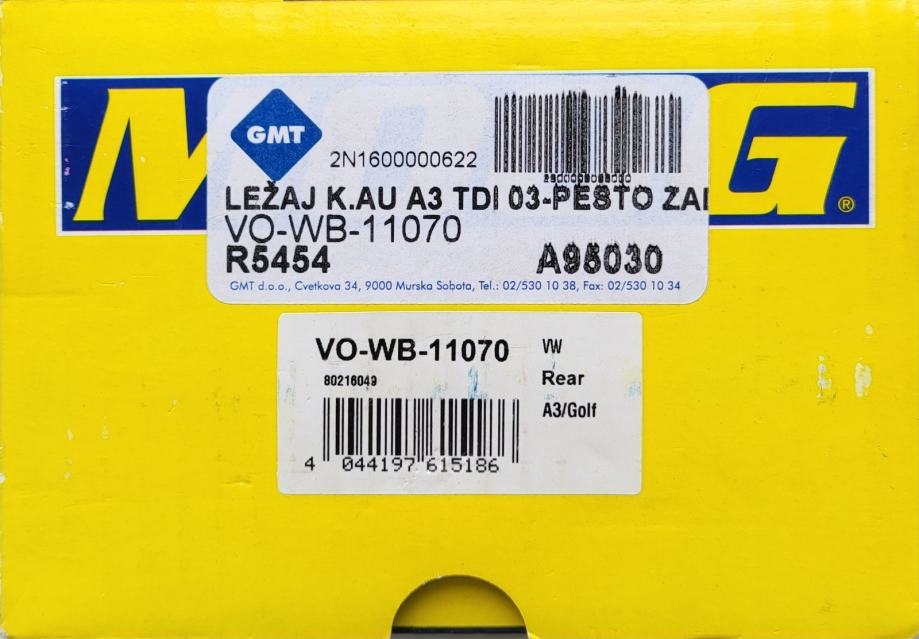 M G ®
GMT
2N1600000622
LEŽAJ K.AU A3 TDI 03-PESTO ZA
VO-WB-11070
R5454 A98030
GMT d.o.o., Cvetkova 34, 9000 Murska Sobota, Tel.: 02/530 10 38, Fax: 02/530 10 34
VO-WB-11070 VW
80216049 Rear
A3/Golf
4 044197 615186